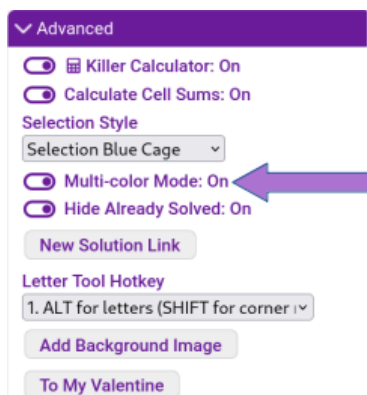 Advanced
Killer Calculator: On
Calculate Cell Sums: On
Selection Style
Selection Blue Cage
Multi-color Mode: On
Hide Already Solved: On
New Solution Link
Letter Tool Hotkey
1. ALT for letters (SHIFT for corner
Add Background Image
To My Valentine